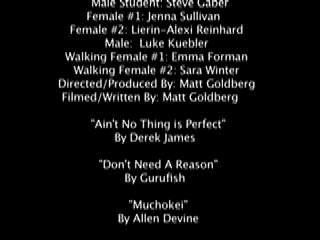 Male Student: Steve Gaber
Female #1: Jenna Sullivan
Female #2: Lierin-Alexi Reinhard
Male:  Luke Kuebler
Walking Female #1: Emma Forman
Walking Female #2: Sara Winter
Directed/Produced By: Matt Goldberg
Filmed/Written By: Matt Goldberg
"Ain't No Thing is Perfect"
By Derek James
"Don't Need A Reason"
By Gurufish
"Muchokei"
By Allen Devine